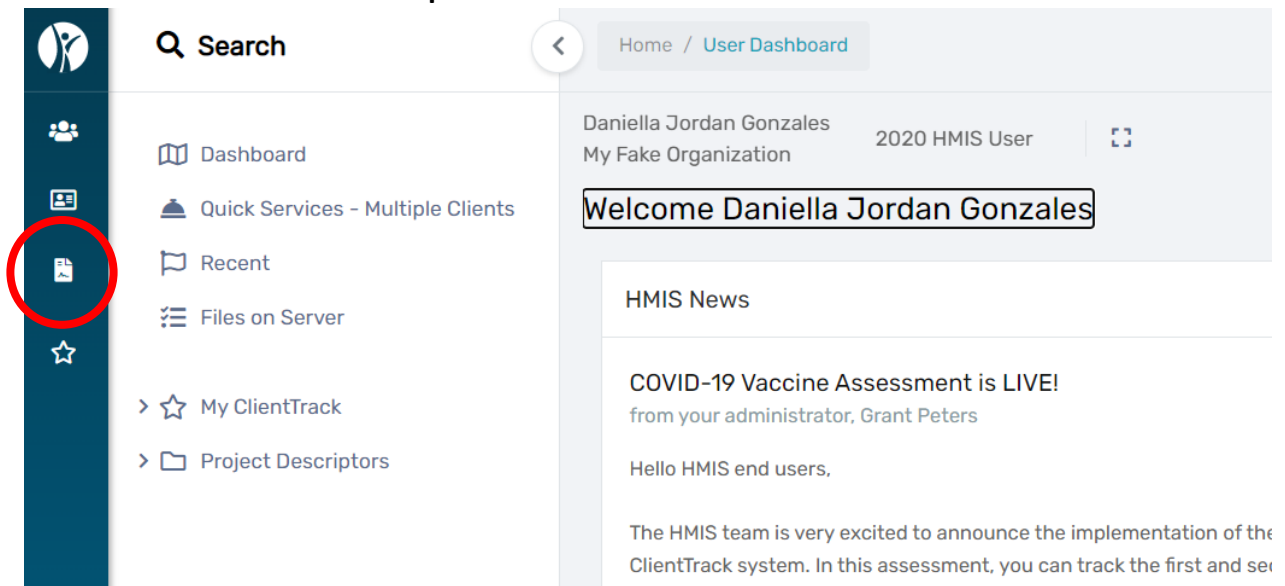 Search
Home / User Dashboard
Daniella Jordan Gonzales
My Fake Organization
2020 HMIS User
Dashboard
Quick Services - Multiple Clients
Recent
Files on Server
My ClientTrack
Project Descriptors
Welcome Daniella Jordan Gonzales
HMIS News
COVID-19 Vaccine Assessment is LIVE!
from your administrator, Grant Peters
Hello HMIS end users,
The HMIS team is very excited to announce the implementation of the
ClientTrack system. In this assessment, you can track the first and sec